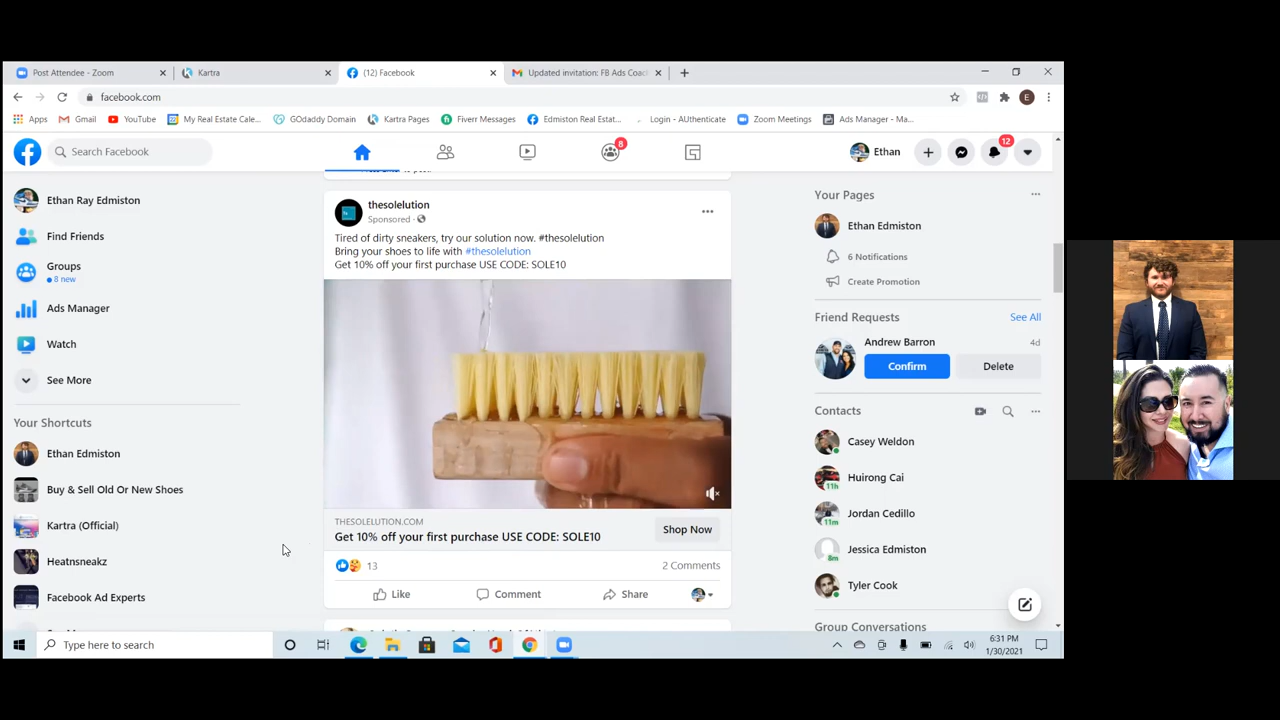 Post Attendee - Zoom
Kartra
(12) Facebook
Updated invitation: FB Ads Coac
facebook.com
E
Apps
Gmail
YouTube
My Real Estate Cale...
GOdaddy Domain
Kartra Pages
Fiverr Messages
Edmiston Real Estat...
Login - AUthenticate
Zoom Meetings
Ads Manager - Ma...
Search Facebook
8
Ethan
12
Ethan Ray Edmiston
Find Friends
Groups
8 new
Ads Manager
Watch
See More
Your Shortcuts
Ethan Edmiston
Buy & Sell Old Or New Shoes
Kartra (Official)
Heatnsneakz
Facebook Ad Experts
thesolelution
Sponsored
Tired of dirty sneakers, try our solution now. #thesolelution
Bring your shoes to life with #thesolelution
Get 10% off your first purchase USE CODE: SOLE10
THESOLELUTION.COM
Get 10% off your first purchase USE CODE: SOLE10
Shop Now
13
2 Comments
Like
Comment
Share
Your Pages
Ethan Edmiston
6 Notifications
Create Promotion
Friend Requests
See All
Andrew Barron
4d
Confirm
Delete
Contacts
Casey Weldon
Huirong Cai
11h
Jordan Cedillo
11m
Jessica Edmiston
8m
Tyler Cook
Group Conversations
Type here to search
6:31 PM
1/30/2021